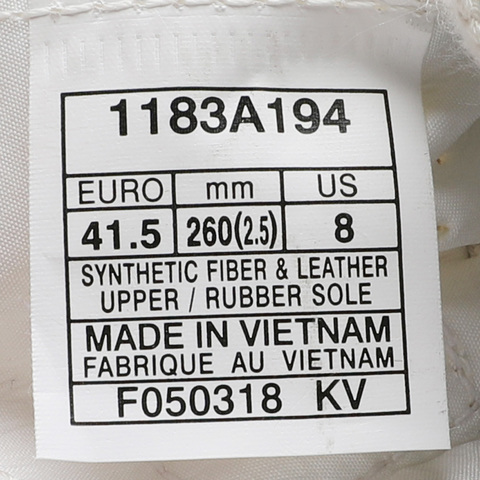 1183A194
EURO mm US
41.5 260(2.5) 8
SYNTHETIC FIBER & LEATHER
UPPER / RUBBER SOLE
MADE IN VIETNAM
FABRIQUE AU VIETNAM
F050318 KV